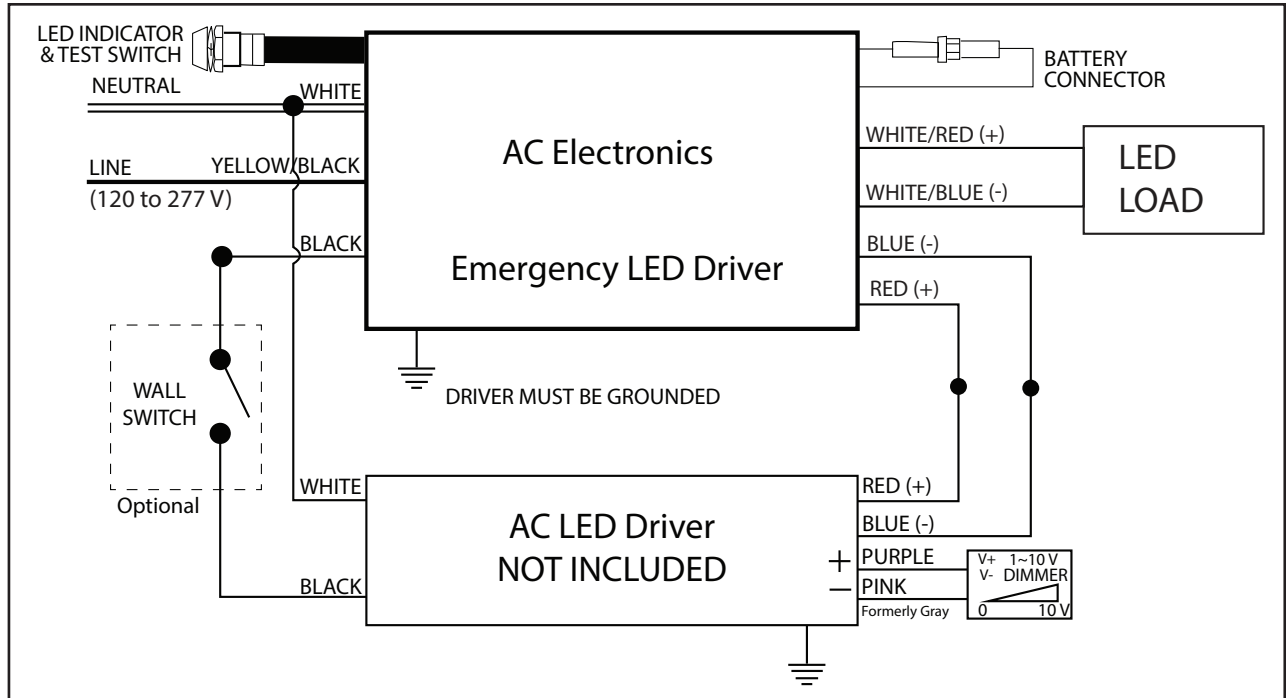 LED INDICATOR
& TEST SWITCH
NEUTRAL
WHITE
LINE
YELLOW/BLACK
(120 to 277 V)
BLACK
AC Electronics
Emergency LED Driver
BATTERY
CONNECTOR
WHITE/RED (+)
WHITE/BLUE (-)
LED
LOAD
BLUE (-)
RED (+)
DRIVER MUST BE GROUNDED
WALL
SWITCH
Optional
WHITE
BLACK
AC LED Driver
NOT INCLUDED
RED (+)
BLUE (-)
+ PURPLE
− PINK
Formerly Gray
V+ 1~10 V
V- DIMMER
0 10 V